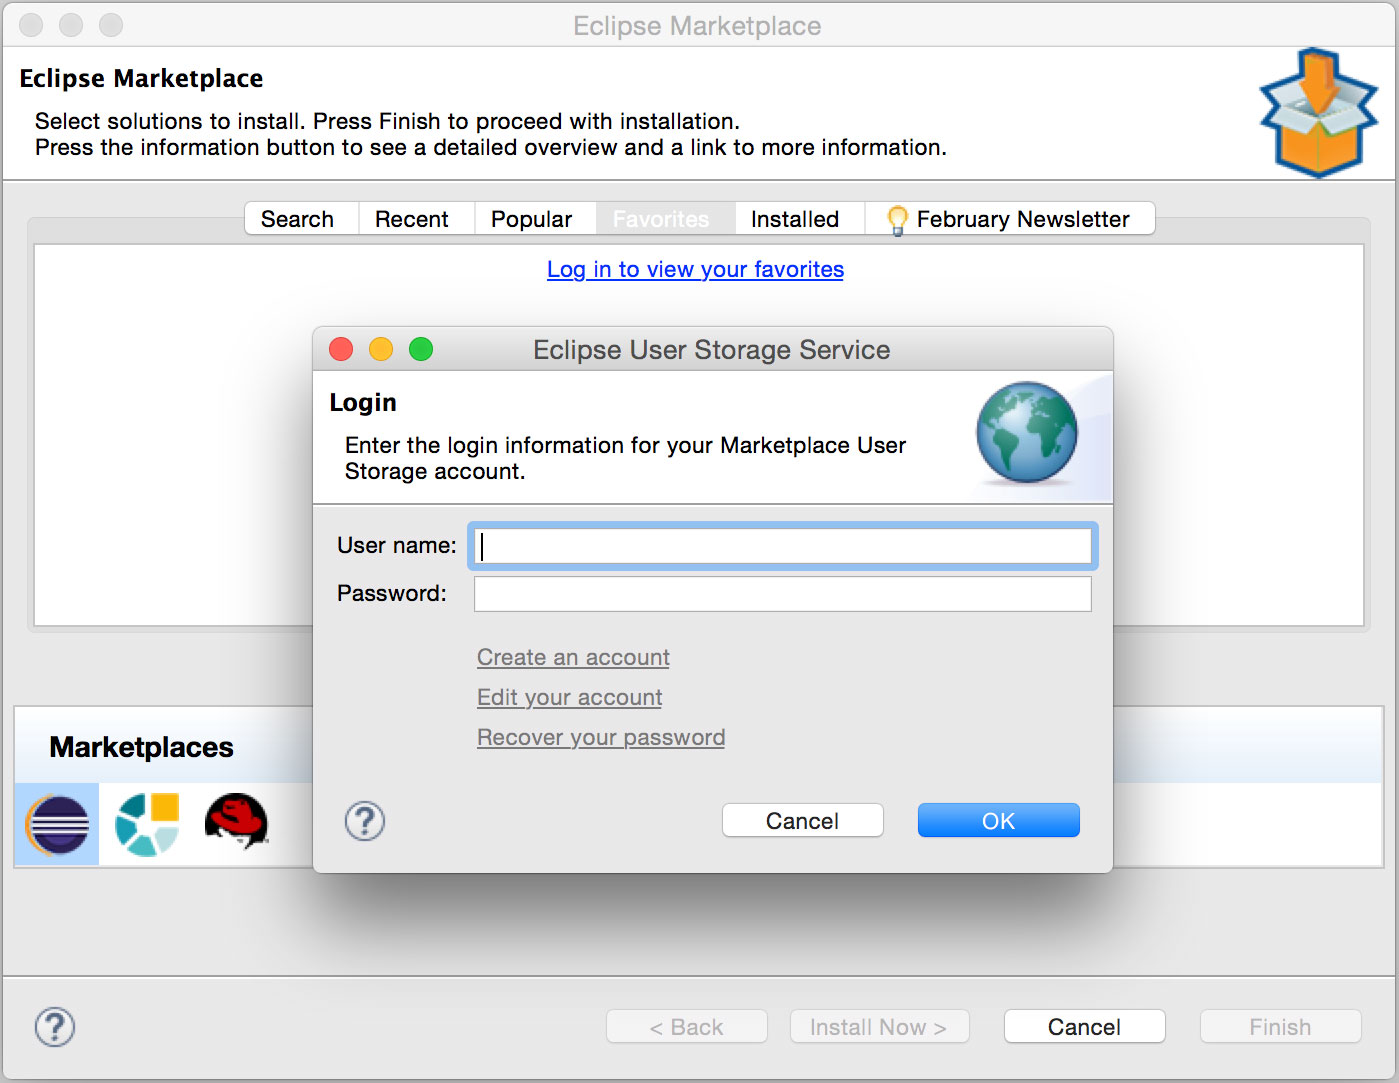 Eclipse Marketplace
Eclipse Marketplace
Select solutions to install. Press Finish to proceed with installation.
Press the information button to see a detailed overview and a link to more information.
Search Recent Popular Favorites Installed February Newsletter
Log in to view your favorites
Eclipse User Storage Service
Login
Enter the login information for your Marketplace User
Storage account.
User name:
Password:
Create an account
Edit your account
Recover your password
Marketplaces
? Cancel OK
? < Back Install Now > Cancel Finish